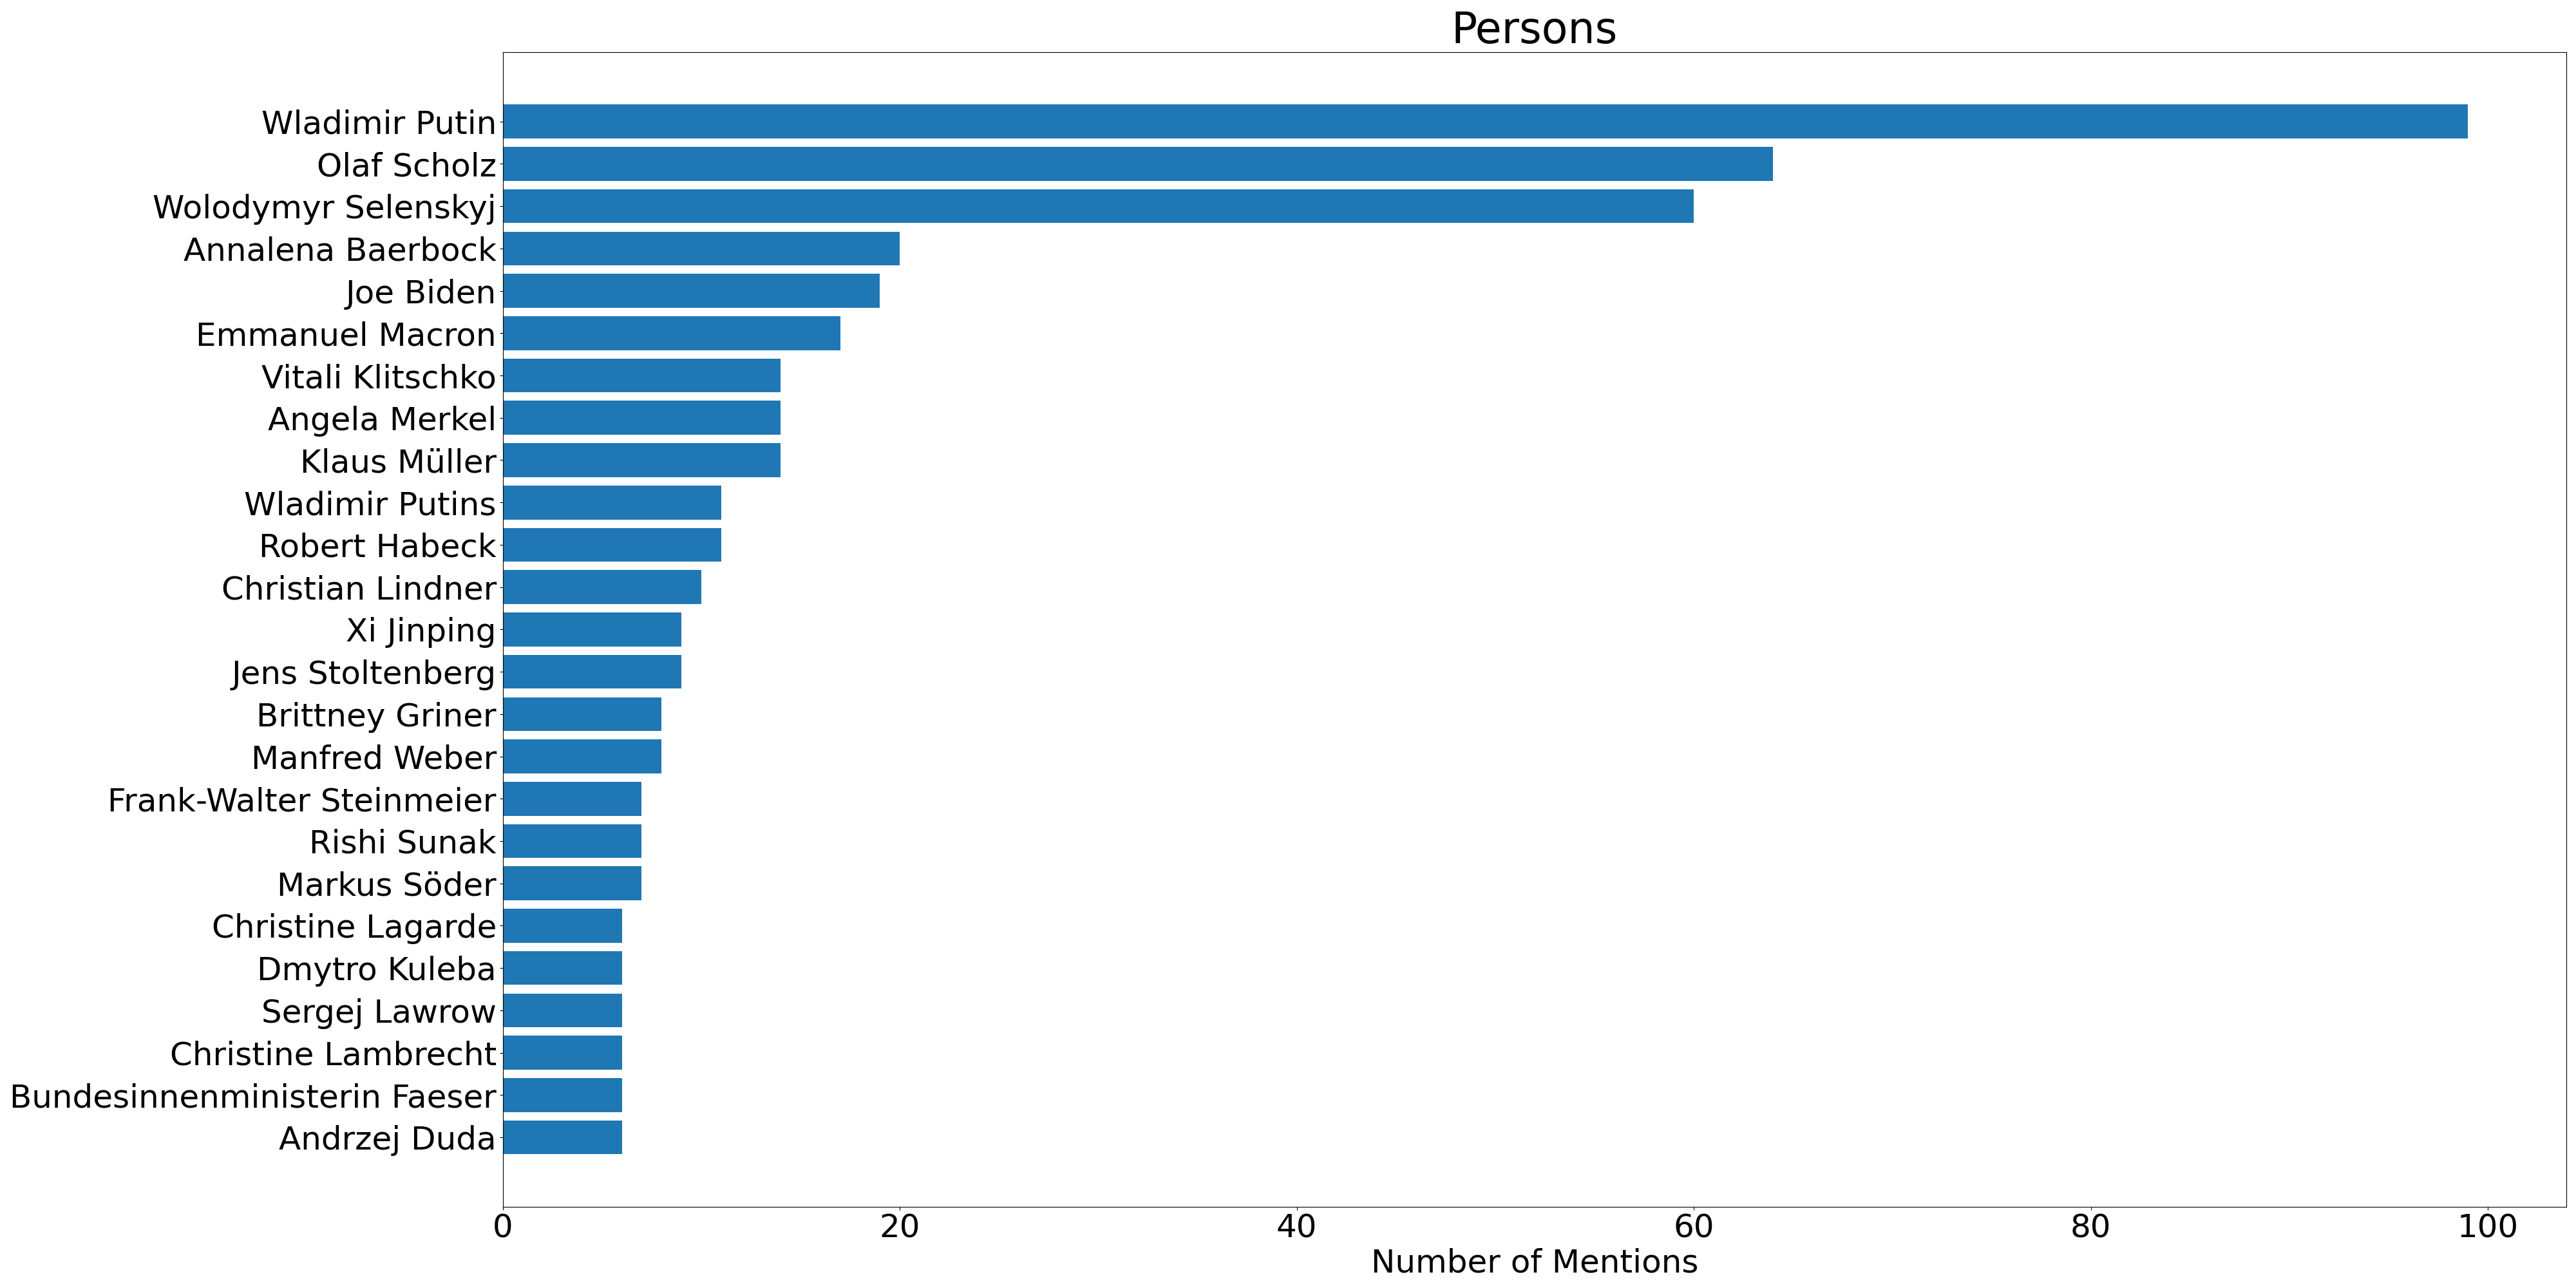 Persons
Wladimir Putin
Olaf Scholz
Wolodymyr Selenskyj
Annalena Baerbock
Joe Biden
Emmanuel Macron
Vitali Klitschko
Angela Merkel
Klaus Müller
Wladimir Putins
Robert Habeck
Christian Lindner
Xi Jinping
Jens Stoltenberg
Brittney Griner
Manfred Weber
Frank-Walter Steinmeier
Rishi Sunak
Markus Söder
Christine Lagarde
Dmytro Kuleba
Sergej Lawrow
Christine Lambrecht
Bundesinnenministerin Faeser
Andrzej Duda
0 20 40 60 80 100
Number of Mentions